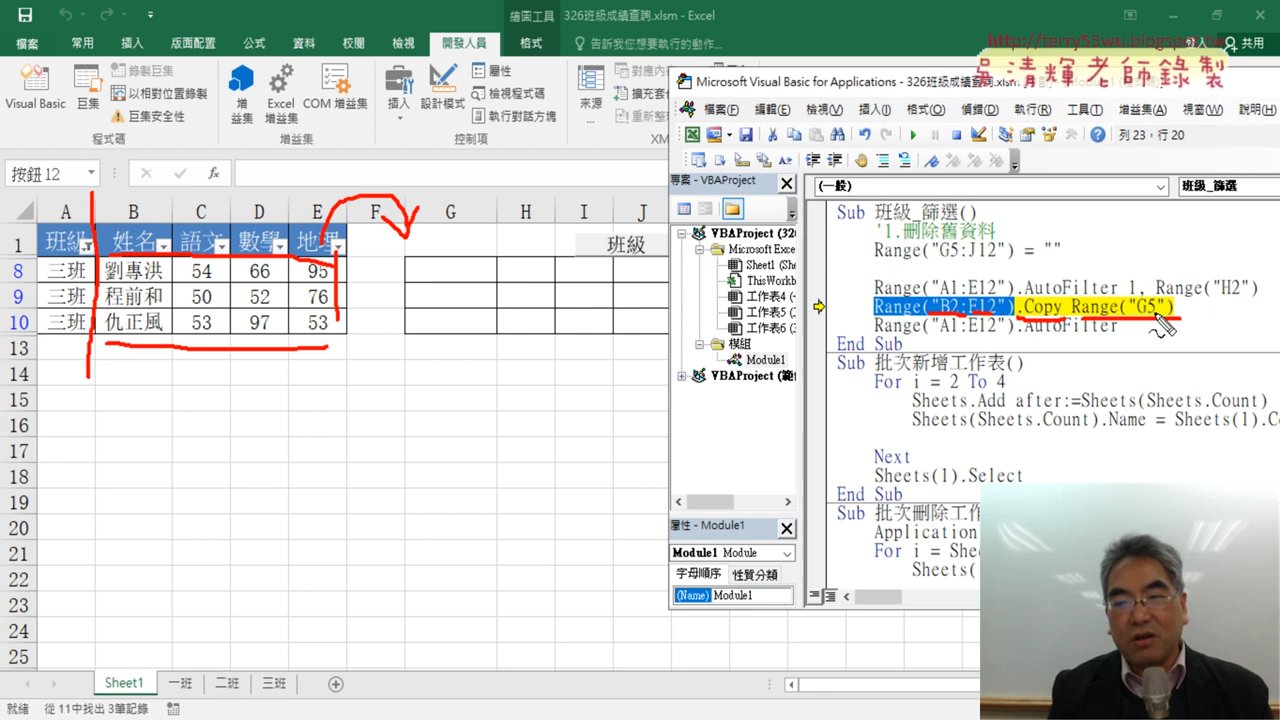 繪圖工具 326班級成績查詢.xlsm - Excel
檔案 常用 插入 版面配置 公式 資料 校閱 檢視 開發人員 格式 告訴我您想要執行的動作... 共用
http://terry55wu.blogspot.tw
吳清輝老師錄製
Visual Basic 巨集 錄製巨集 以相對位置錄製 巨集安全性
增益集 Excel 增益集 COM 增益集
插入 設計模式 屬性 檢視程式碼 執行對話方塊
來源
程式碼 增益集 控制項 XM
按鈕 12 fx
A B C D E F G H I J
1 班級 姓名 語文 數學 地理 班級
8 三班 劉專洪 54 66 95
9 三班 程前和 50 52 76
10 三班 仇正風 53 97 53
13
14
15
16
17
18
19
20
21
22
23
24
25
Sheet1 一班 二班 三班
就緒 從 11中找出 3筆記錄
Microsoft Visual Basic for Applications - 326班級成績查詢.xlsm
檔案(F) 編輯(E) 檢視(V) 插入(I) 格式(O) 偵錯(D) 執行(R) 工具(T) 增益集(A) 視窗(W) 說明(H)
列 23，行 20
專案 - VBAProject
VBAProject (32
Microsoft Exce
Sheet1 (She
ThisWorkb
工作表4 (
工作表5 (
工作表6 (
模組
Module1
VBAProject (範
屬性 - Module1
Module1 Module
字母順序 性質分類
(Name) Module1
(一般) 班級_篩選
Sub 班級_篩選()
'1.刪除舊資料
Range("G5:J12") = ""
Range("A1:E12").AutoFilter 1, Range("H2")
Range("B2:E12").Copy Range("G5")
Range("A1:E12").AutoFilter
End Sub
Sub 批次新增工作表()
For i = 2 To 4
Sheets.Add after:=Sheets(Sheets.Count)
Sheets(Sheets.Count).Name = Sheets(1).C
Next
Sheets(1).Select
End Sub
Sub 批次刪除工作
Application
For i = Shee
Sheets(